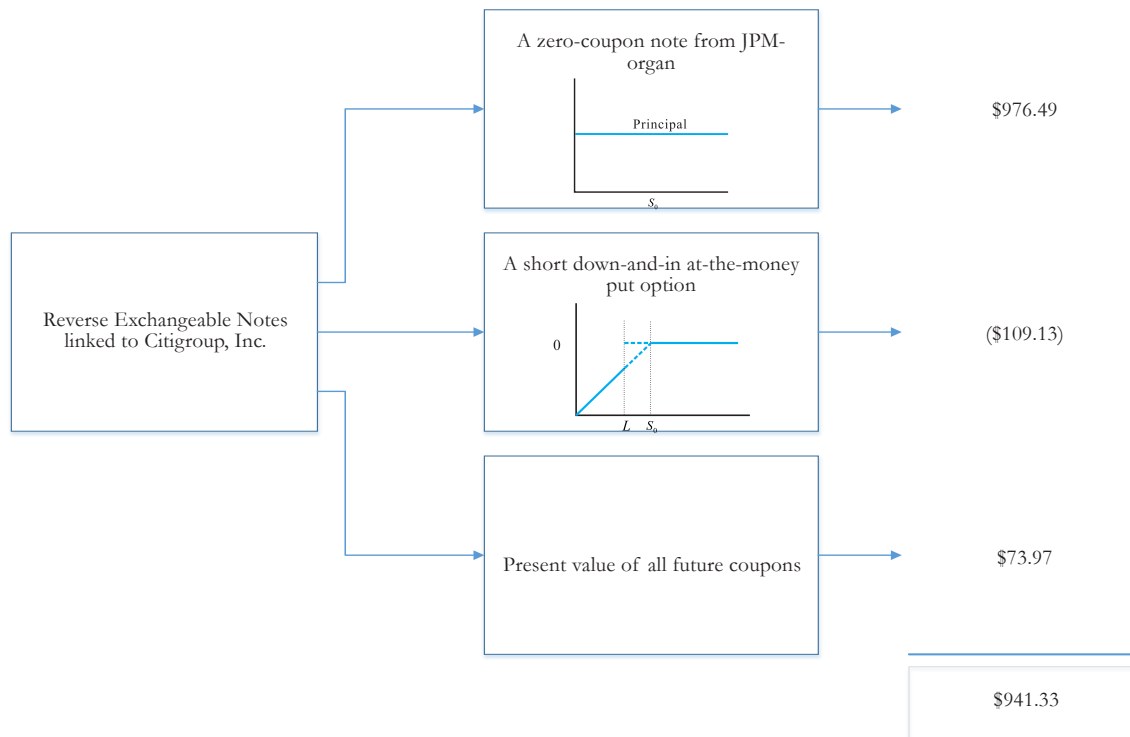 A zero-coupon note from JPM-
organ
Principal
S₀
$976.49
Reverse Exchangeable Notes
linked to Citigroup, Inc.
A short down-and-in at-the-money
put option
0
L S₀
($109.13)
Present value of all future coupons
$73.97
$941.33